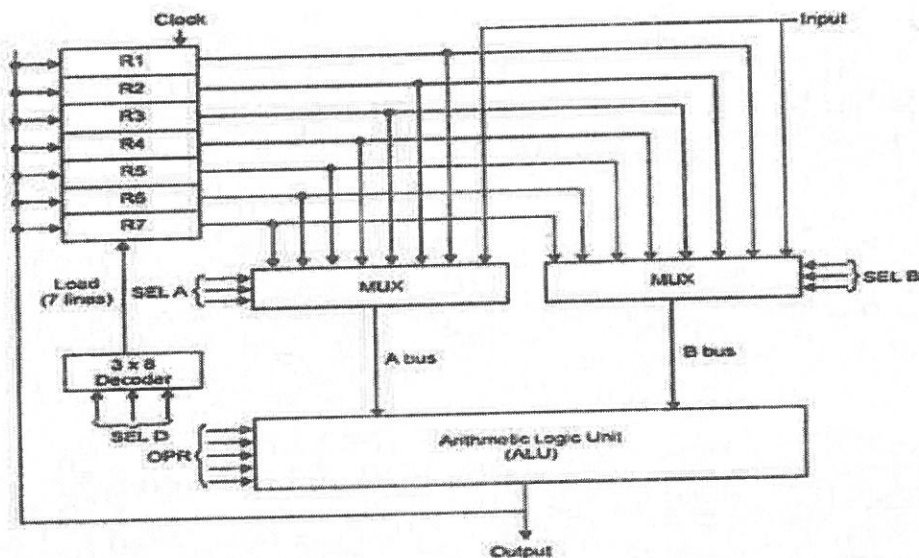 Clock
Input
R1
R2
R3
R4
R5
R6
R7
Load
(7 lines)
SEL A
MUX
MUX
SEL B
A bus
B bus
3 x 8
Decoder
SEL D
OPR
Arithmetic Logic Unit
(ALU)
Output